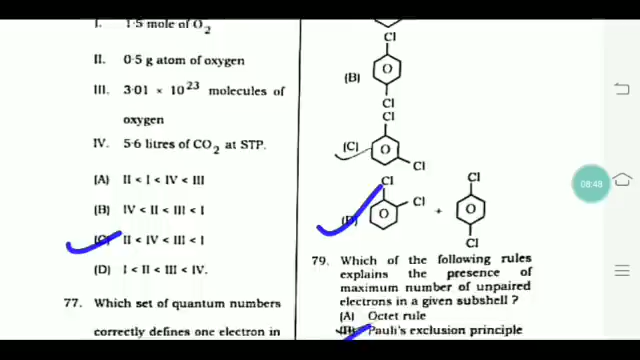 I. 1·5 mole of O2
II. 0·5 g atom of oxygen
III. 3·01 × 10^23 molecules of
oxygen
IV. 5·6 litres of CO2 at STP.
(A) II < I < IV < III
(B) IV < II < III < I
(C) II < IV < III < I
(D) I < II < III < IV.
77. Which set of quantum numbers
correctly defines one electron in
Cl
(B)
O
Cl
Cl
(C)
O
Cl
Cl
Cl
(D)
O
+
Cl
O
Cl
79. Which of the following rules
explains the presence of
maximum number of unpaired
electrons in a given subshell ?
(A) Octet rule
(B) Pauli's exclusion principle
08:48